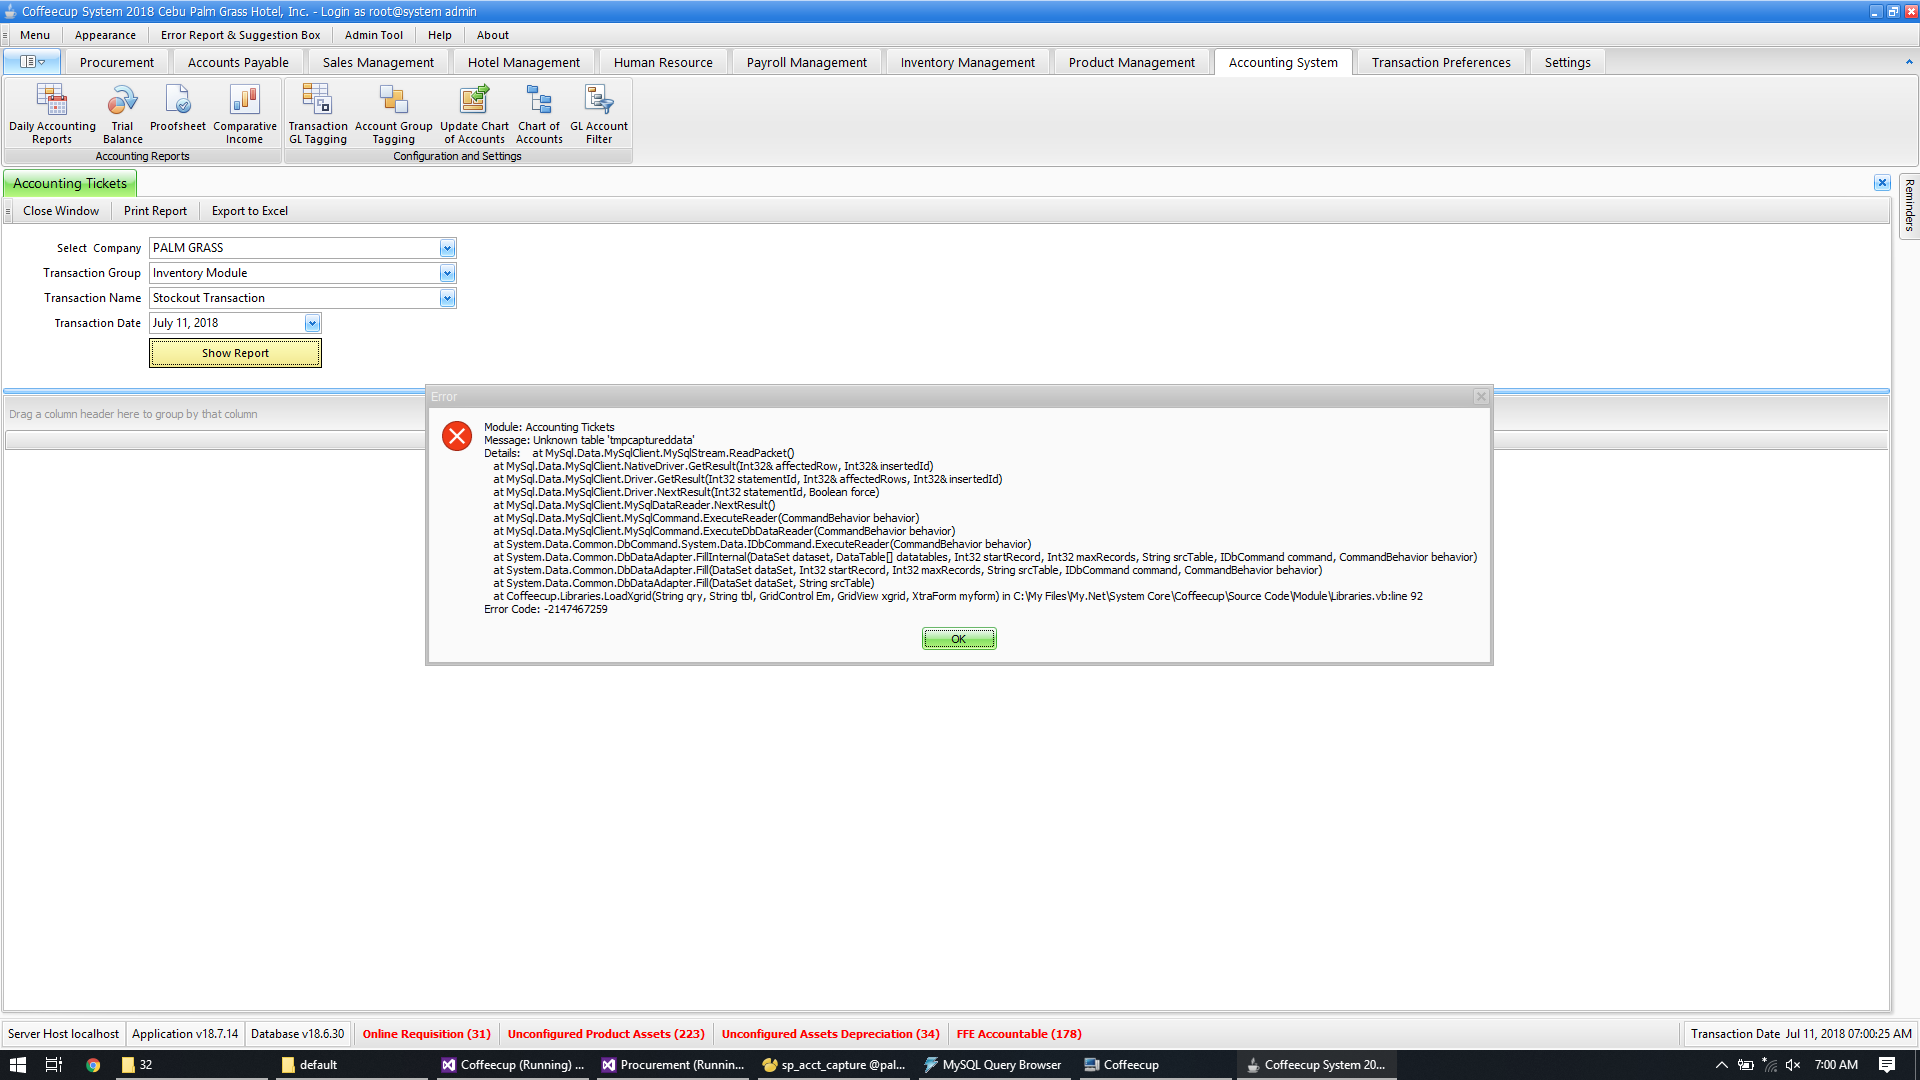 Coffeecup System 2018 Cebu Palm Grass Hotel, Inc. - Login as root@system admin
Menu Appearance Error Report & Suggestion Box Admin Tool Help About
Procurement Accounts Payable Sales Management Hotel Management Human Resource Payroll Management Inventory Management Product Management Accounting System Transaction Preferences Settings
Daily Accounting Reports
Trial Balance
Proofsheet
Comparative Income
Transaction GL Tagging
Account Group Tagging
Update Chart of Accounts
Chart of Accounts
GL Account Filter
Accounting Reports
Configuration and Settings
Accounting Tickets
Reminders
Close Window Print Report Export to Excel
Select Company PALM GRASS
Transaction Group Inventory Module
Transaction Name Stockout Transaction
Transaction Date July 11, 2018
Show Report
Drag a column header here to group by that column
Error
Module: Accounting Tickets
Message: Unknown table 'tmpcaptureddata'
Details: at MySql.Data.MySqlClient.MySqlStream.ReadPacket()
at MySql.Data.MySqlClient.NativeDriver.GetResult(Int32& affectedRow, Int32& insertedId)
at MySql.Data.MySqlClient.Driver.GetResult(Int32 statementId, Int32& affectedRows, Int32& insertedId)
at MySql.Data.MySqlClient.Driver.NextResult(Int32 statementId, Boolean force)
at MySql.Data.MySqlClient.MySqlDataReader.NextResult()
at MySql.Data.MySqlClient.MySqlCommand.ExecuteReader(CommandBehavior behavior)
at MySql.Data.MySqlClient.MySqlCommand.ExecuteDbDataReader(CommandBehavior behavior)
at System.Data.Common.DbCommand.System.Data.IDbCommand.ExecuteReader(CommandBehavior behavior)
at System.Data.Common.DbDataAdapter.FillInternal(DataSet dataset, DataTable[] datatables, Int32 startRecord, Int32 maxRecords, String srcTable, IDbCommand command, CommandBehavior behavior)
at System.Data.Common.DbDataAdapter.Fill(DataSet dataSet, Int32 startRecord, Int32 maxRecords, String srcTable, IDbCommand command, CommandBehavior behavior)
at System.Data.Common.DbDataAdapter.Fill(DataSet dataSet, String srcTable)
at Coffeecup.Libraries.LoadXgrid(String qry, String tbl, GridControl Em, GridView xgrid, XtraForm myform) in C:\My Files\My.Net\System Core\Coffeecup\Source Code\Module\Libraries.vb:line 92
Error Code: -2147467259
OK
Server Host localhost Application v18.7.14 Database v18.6.30 Online Requisition (31) Unconfigured Product Assets (223) Unconfigured Assets Depreciation (34) FFE Accountable (178) Transaction Date Jul 11, 2018 07:00:25 AM
32 default Coffeecup (Running) ... Procurement (Runnin... sp_acct_capture @pal... MySQL Query Browser Coffeecup Coffeecup System 20... 7:00 AM